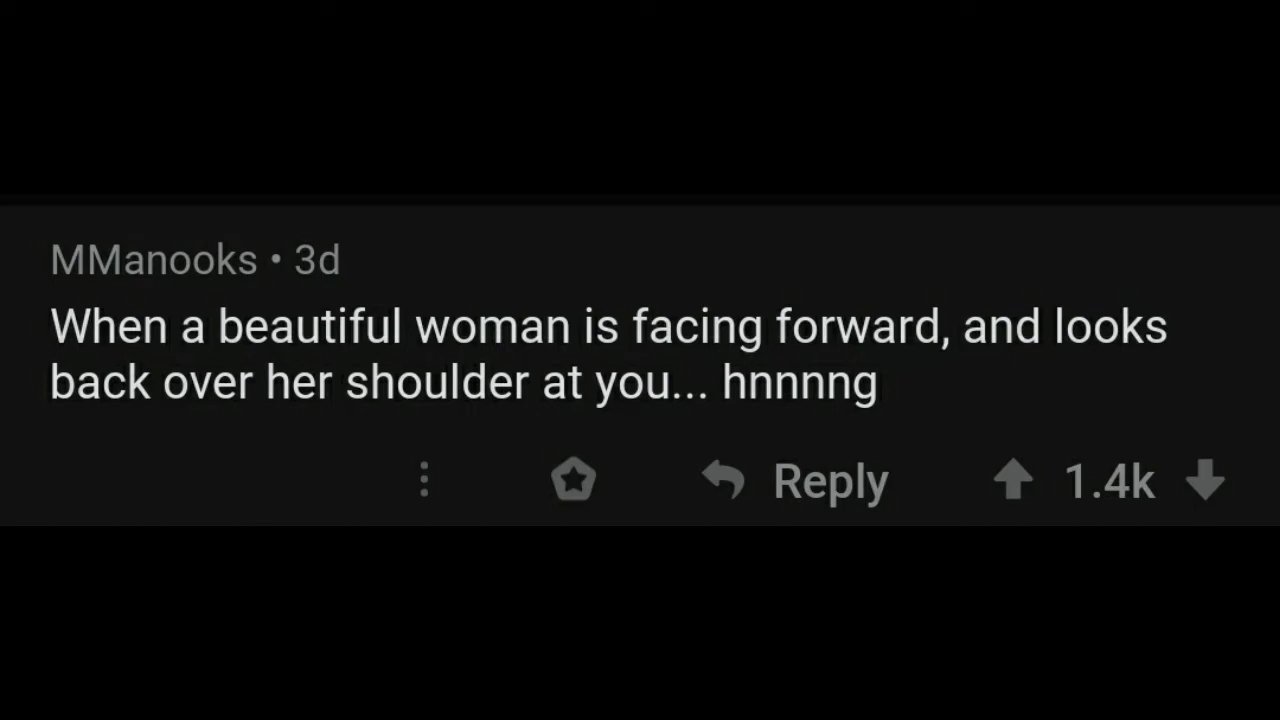 MManooks • 3d
When a beautiful woman is facing forward, and looks
back over her shoulder at you... hnnnng
Reply 1.4k